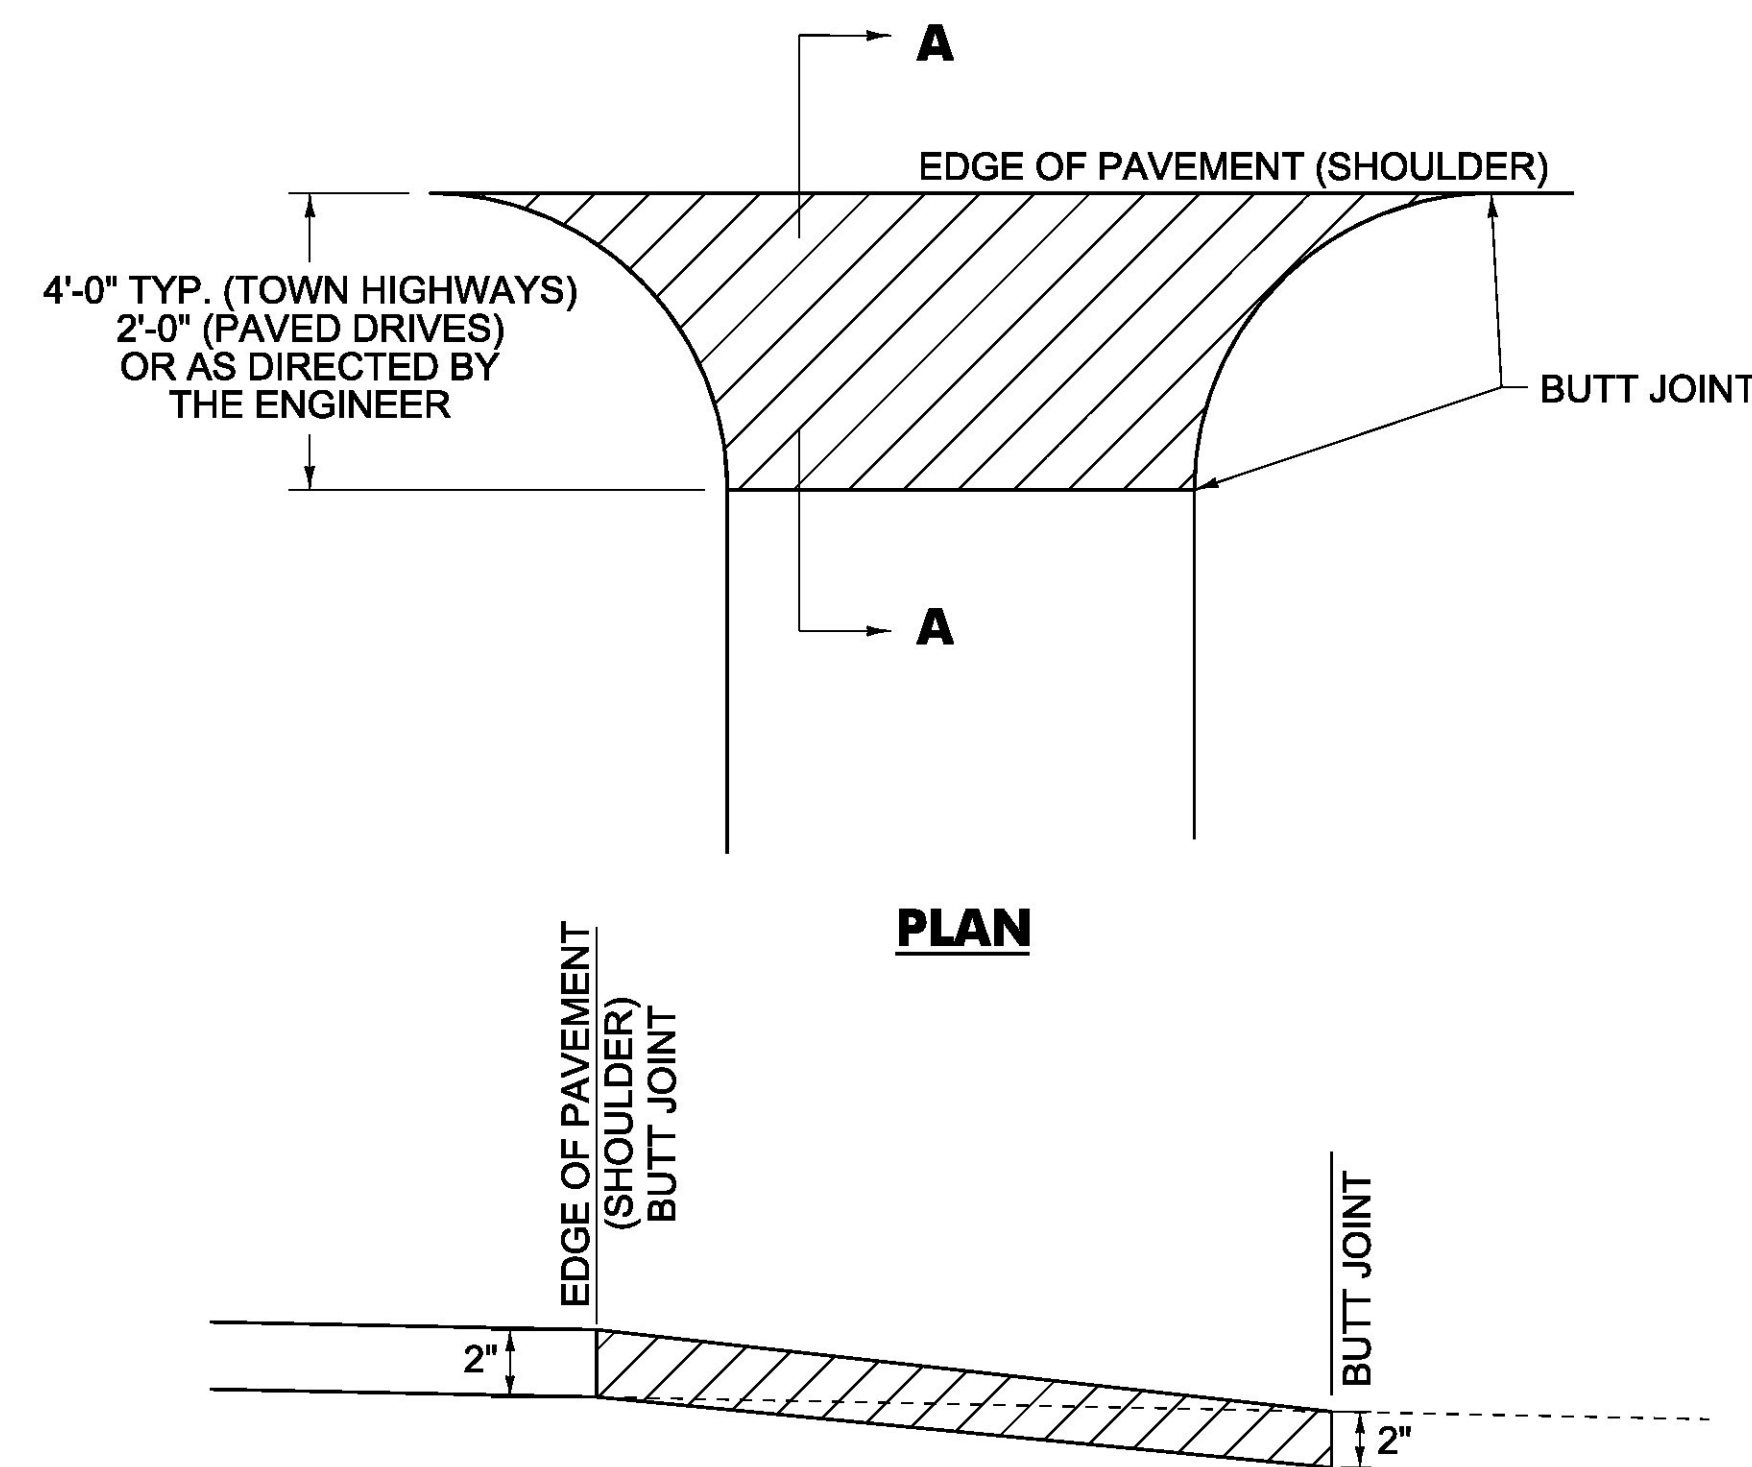 A
EDGE OF PAVEMENT (SHOULDER)
4'-0" TYP. (TOWN HIGHWAYS)
2'-0" (PAVED DRIVES)
OR AS DIRECTED BY
THE ENGINEER
BUTT JOINT
A
PLAN
EDGE OF PAVEMENT
(SHOULDER)
BUTT JOINT
BUTT JOINT
2"
2"